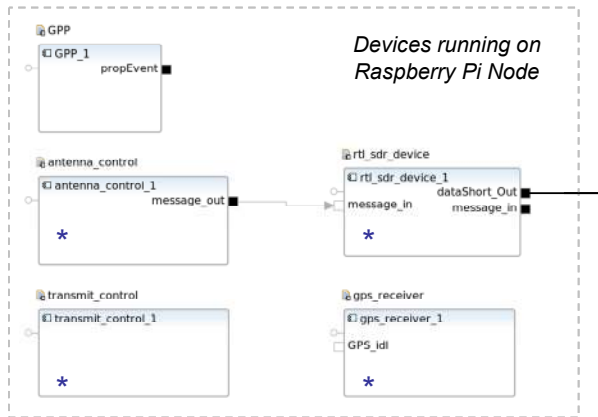 GPP
GPP_1
propEvent
Devices running on
Raspberry Pi Node
antenna_control
antenna_control_1
message_out
*
rtl_sdr_device
rtl_sdr_device_1
dataShort_Out
message_in
message_in
*
transmit_control
transmit_control_1
*
gps_receiver
gps_receiver_1
GPS_idl
*